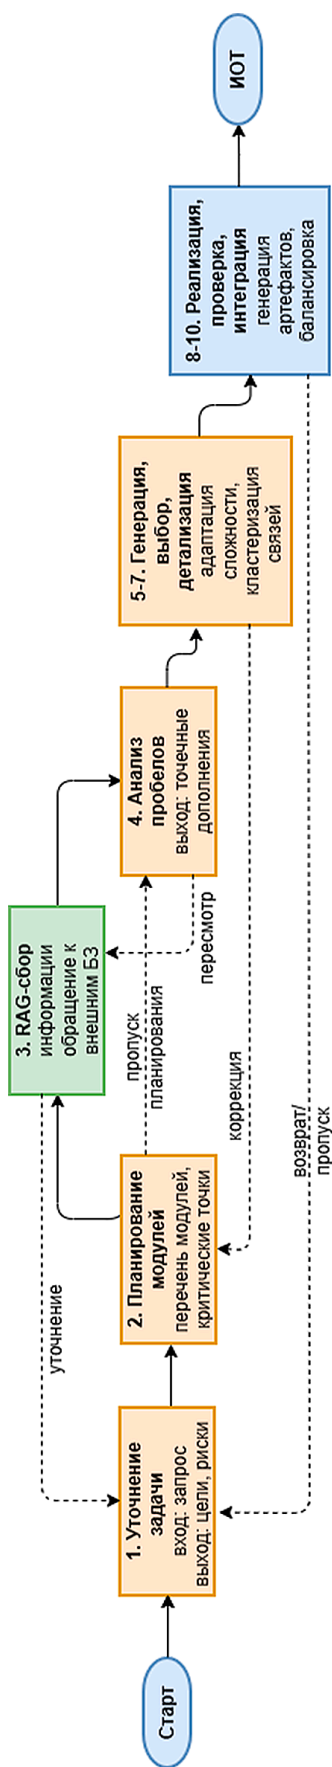 Старт
1. Уточнение
задачи
вход: запрос
выход: цели, риски
уточнение
2. Планирование
модулей
перечень модулей,
критические точки
3. RAG-сбор
информации
обращение к
внешним БЗ
пропуск
планирования
пересмотр
4. Анализ
пробелов
выход: точечные
дополнения
коррекция
5-7. Генерация,
выбор,
детализация
адаптация
сложности,
кластеризация
связей
возврат/
пропуск
8-10. Реализация,
проверка,
интеграция
генерация
артефактов,
балансировка
ИОТ